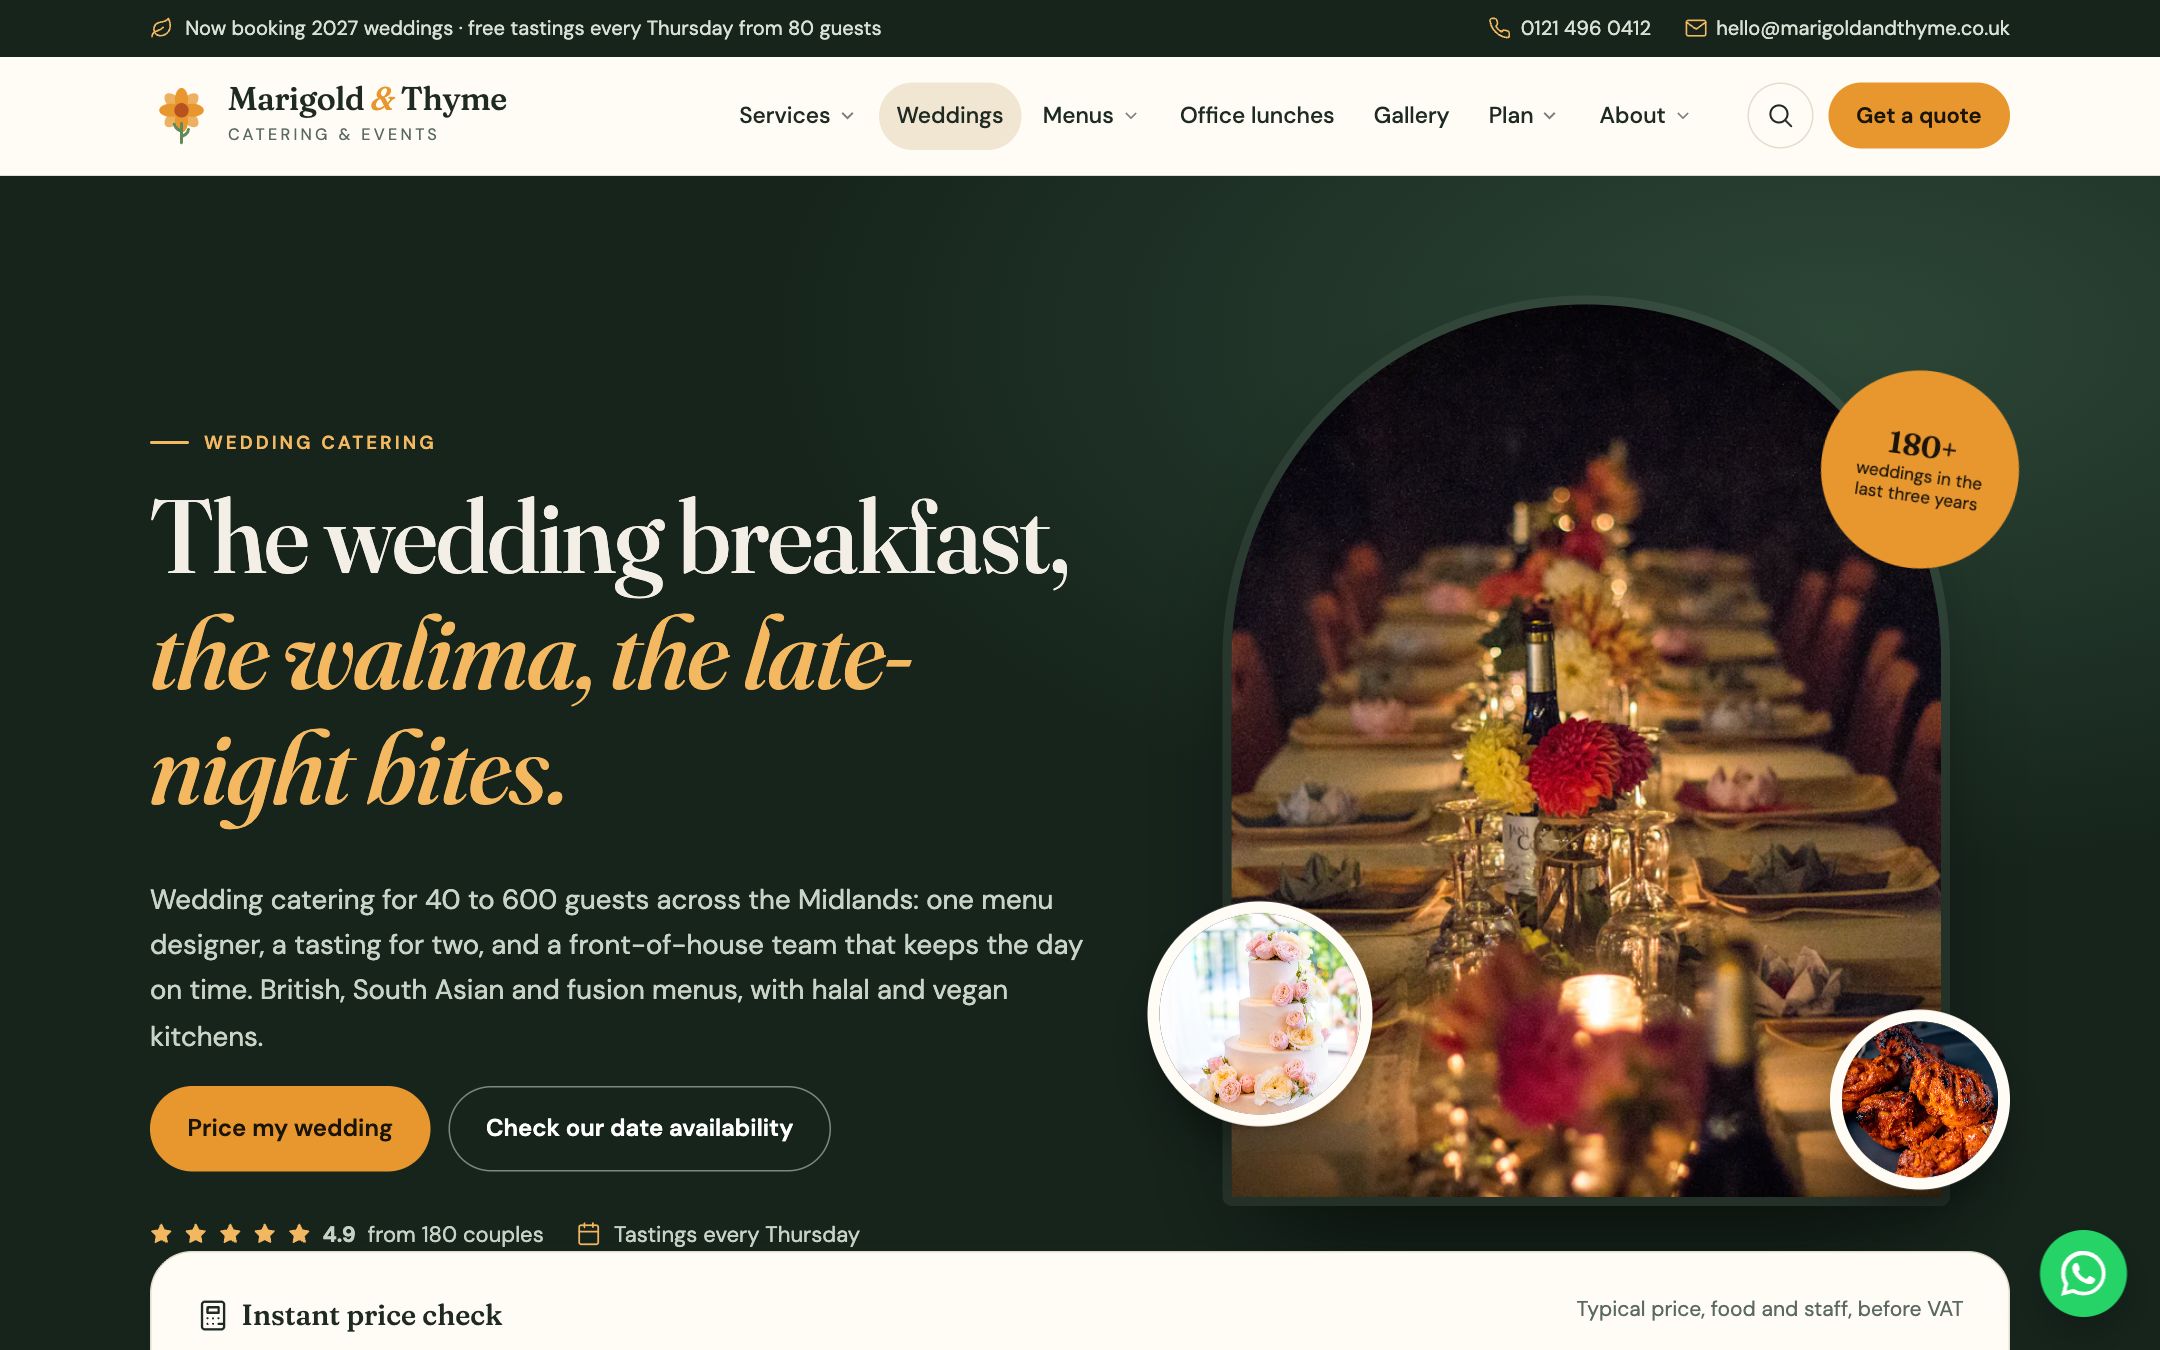 Now booking 2027 weddings · free tastings every Thursday from 80 guests
0121 496 0412
hello@marigoldandthyme.co.uk
Marigold & Thyme
CATERING & EVENTS
Services
Weddings
Menus
Office lunches
Gallery
Plan
About
Get a quote
WEDDING CATERING
The wedding breakfast,
the walima, the late-
night bites.
180+
weddings in the
last three years
Wedding catering for 40 to 600 guests across the Midlands: one menu
designer, a tasting for two, and a front-of-house team that keeps the day
on time. British, South Asian and fusion menus, with halal and vegan
kitchens.
Price my wedding
Check our date availability
4.9 from 180 couples
Tastings every Thursday
Instant price check
Typical price, food and staff, before VAT